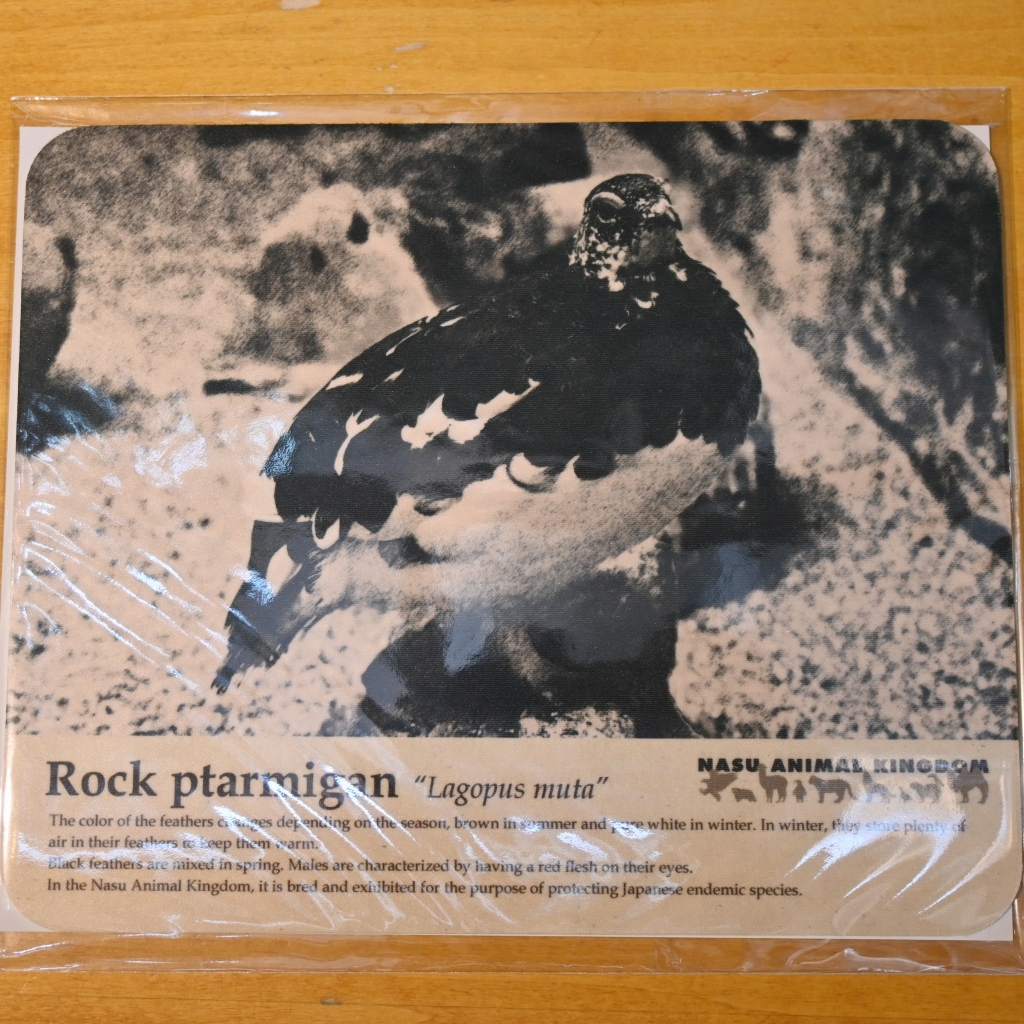 Rock ptarmigan "Lagopus muta"
NASU ANIMAL KINGDOM
The color of the feathers changes depending on the season, brown in summer and pure white in winter. In winter, they store plenty of
air in their feathers to keep them warm.
Black feathers are mixed in spring. Males are characterized by having a red flesh on their eyes.
In the Nasu Animal Kingdom, it is bred and exhibited for the purpose of protecting Japanese endemic species.